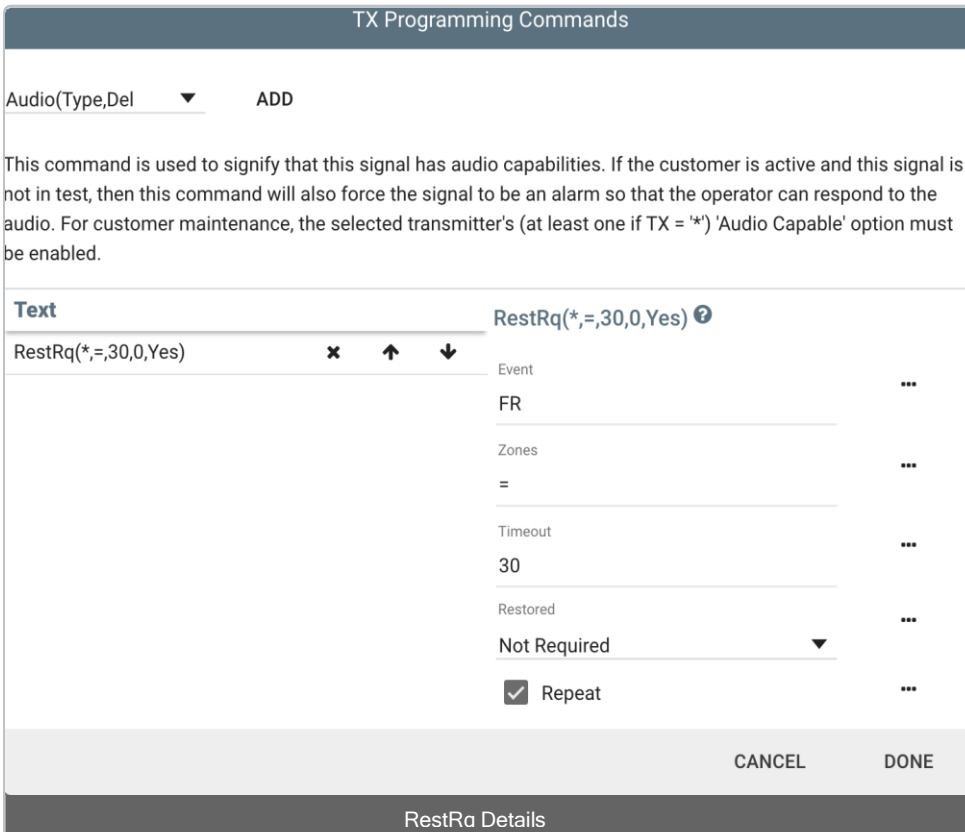 TX Programming Commands
Audio(Type,Del
ADD
This command is used to signify that this signal has audio capabilities. If the customer is active and this signal is
not in test, then this command will also force the signal to be an alarm so that the operator can respond to the
audio. For customer maintenance, the selected transmitter's (at least one if TX = '*') 'Audio Capable' option must
be enabled.
Text
RestRq(*,=,30,0,Yes)
RestRq(*,=,30,0,Yes)
Event
FR
Zones
=
Timeout
30
Restored
Not Required
Repeat
CANCEL
DONE
RestRq Details